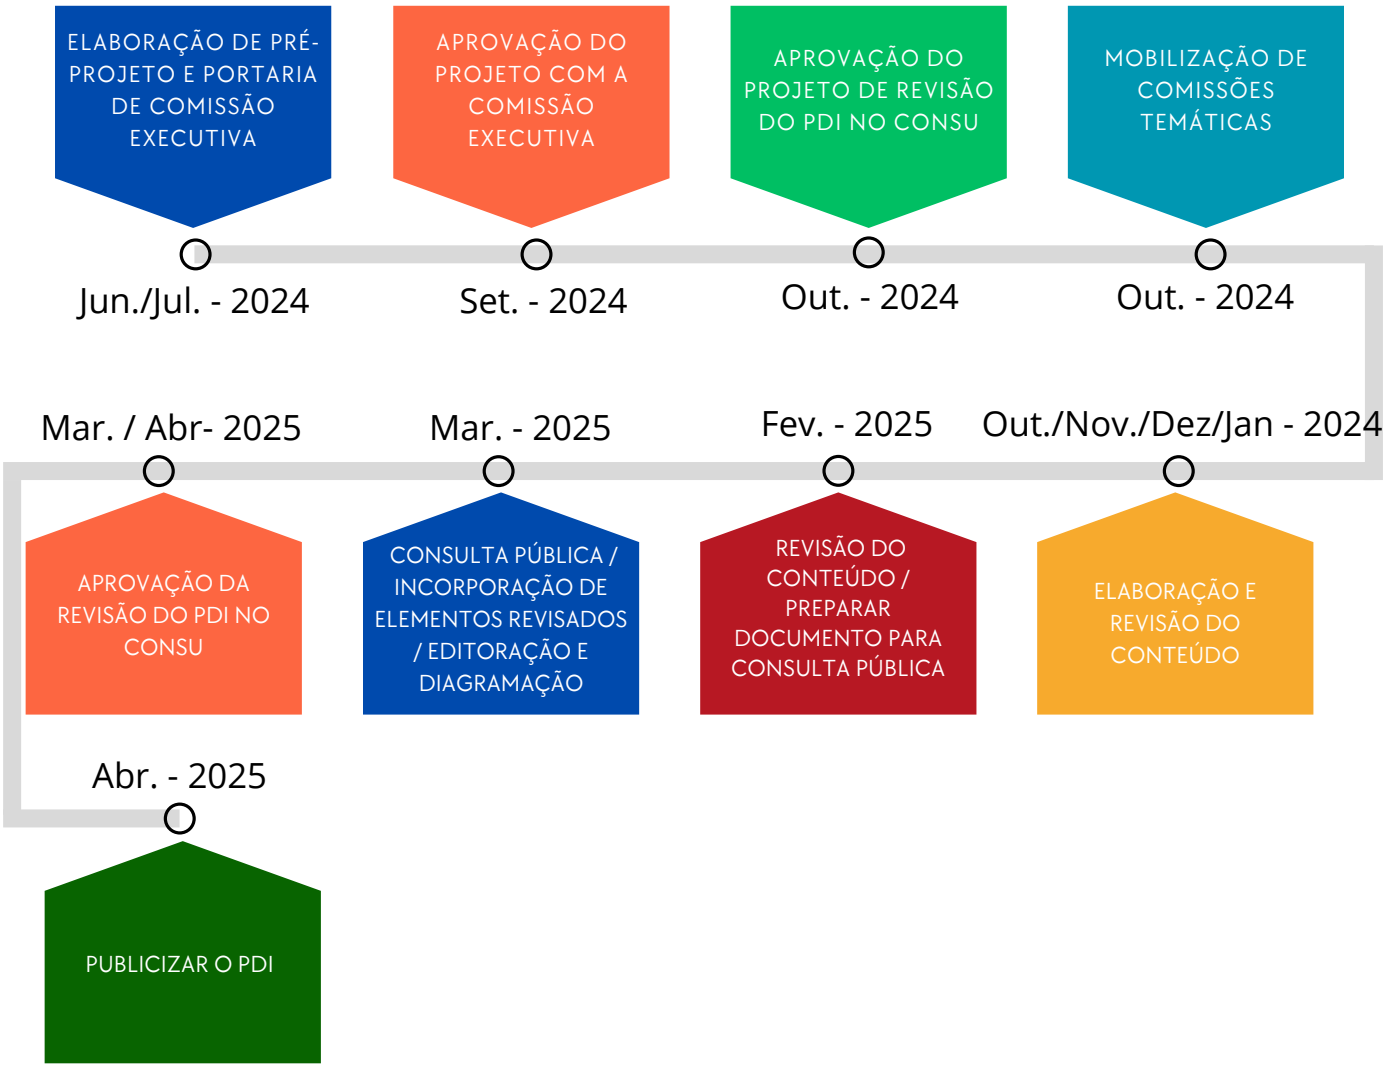 ELABORAÇÃO DE PRÉ-
PROJETO E PORTARIA
DE COMISSÃO
EXECUTIVA
APROVAÇÃO DO
PROJETO COM A
COMISSÃO
EXECUTIVA
APROVAÇÃO DO
PROJETO DE REVISÃO
DO PDI NO CONSU
MOBILIZAÇÃO DE
COMISSÕES
TEMÁTICAS
Jun./Jul. - 2024
Set. - 2024
Out. - 2024
Out. - 2024
Out./Nov./Dez/Jan - 2024
ELABORAÇÃO E
REVISÃO DO
CONTEÚDO
Fev. - 2025
REVISÃO DO
CONTEÚDO /
PREPARAR
DOCUMENTO PARA
CONSULTA PÚBLICA
Mar. - 2025
CONSULTA PÚBLICA /
INCORPORAÇÃO DE
ELEMENTOS REVISADOS
/ EDITORAÇÃO E
DIAGRAMAÇÃO
Mar. / Abr- 2025
APROVAÇÃO DA
REVISÃO DO PDI NO
CONSU
Abr. - 2025
PUBLICIZAR O PDI